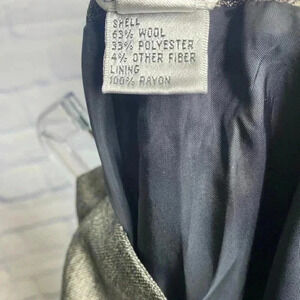 SHELL
63% WOOL
33% POLYESTER
4% OTHER FIBER
LINING
100% RAYON